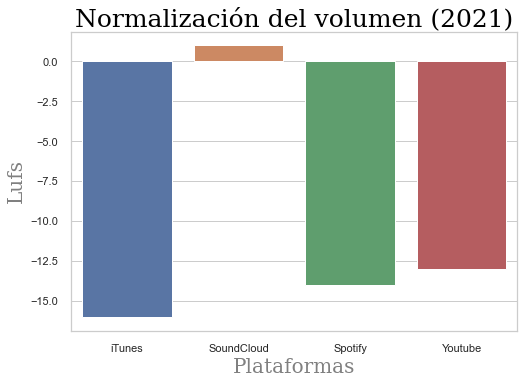 Normalización del volumen (2021)
Lufs
0.0
−2.5
−5.0
−7.5
−10.0
−12.5
−15.0
iTunes
SoundCloud
Spotify
Youtube
Plataformas